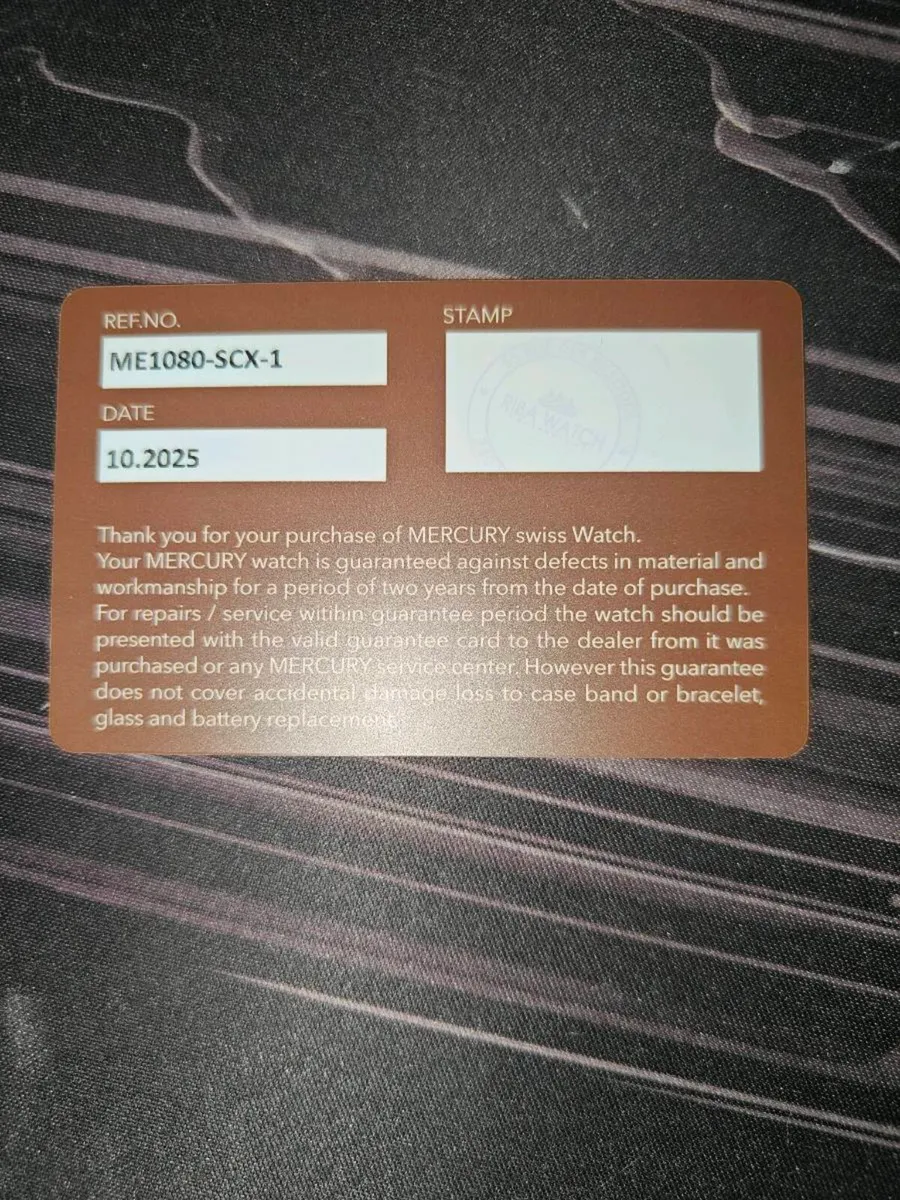 REF.NO.
ME1080-SCX-1
DATE
10.2025
STAMP
RIBA WATCH
Thank you for your purchase of MERCURY swiss Watch.
Your MERCURY watch is guaranteed against defects in material and
workmanship for a period of two years from the date of purchase.
For repairs / service witihin guarantee period the watch should be
presented with the valid guarantee card to the dealer from it was
purchased or any MERCURY service center. However this guarantee
does not cover accidental damage loss to case band or bracelet,
glass and battery replacement.